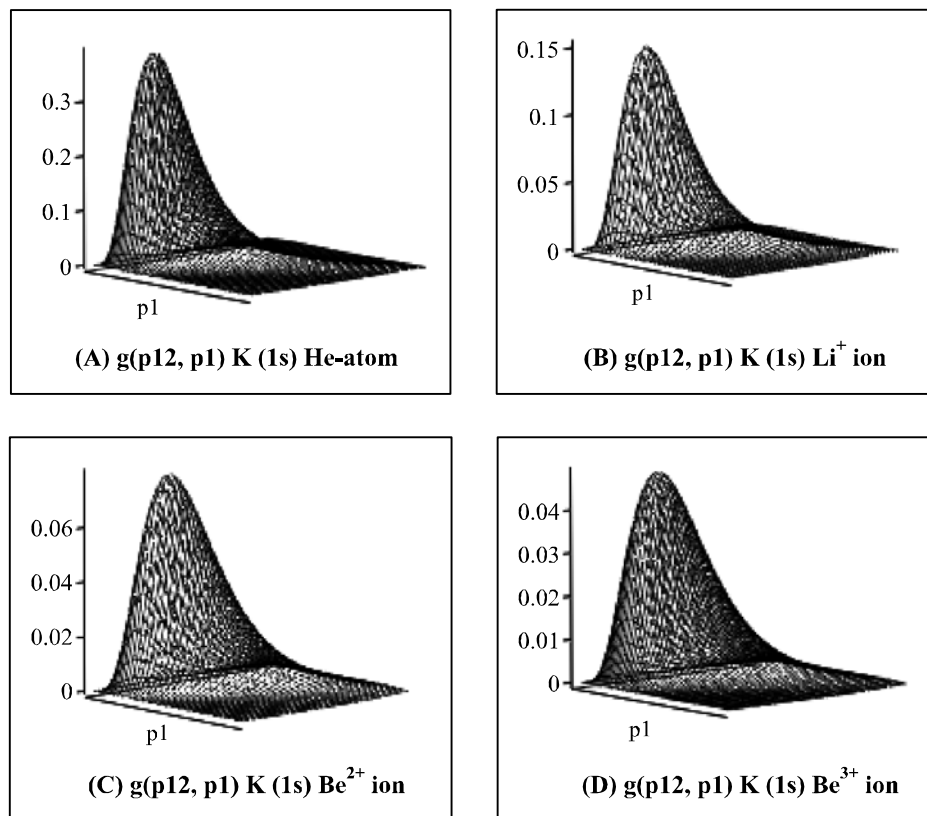 0.3
0.2
0.1
0
p1
(A) g(p12, p1) K (1s) He-atom
0.15
0.1
0.05
0
p1
(B) g(p12, p1) K (1s) Li⁺ ion
0.06
0.04
0.02
0
p1
(C) g(p12, p1) K (1s) Be²⁺ ion
0.04
0.03
0.02
0.01
0
p1
(D) g(p12, p1) K (1s) Be³⁺ ion